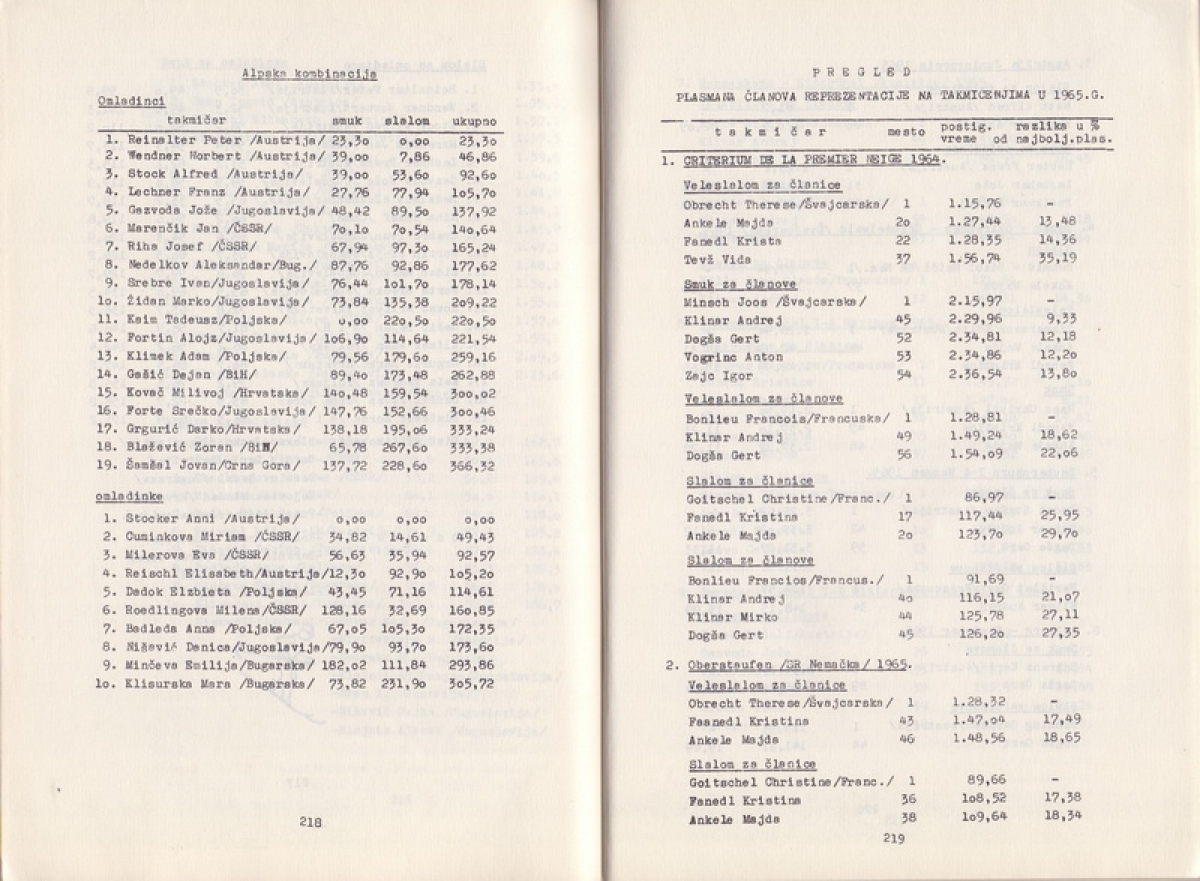 Alpska kombinacija
Omladinci
takmičar smuk slalom ukupno
1. Reinalter Peter /Austrija/ 23,3o o,oo 23,3o
2. Wendner Norbert /Austrija/ 39,oo 7,86 46,86
3. Stock Alfred /Austrija/ 39,oo 53,6o 92,6o
4. Lechner Franz /Austrija/ 27,76 77,94 1o5,7o
5. Gazvoda Jože /Jugoslavija/ 48,42 89,5o 137,92
6. Marenčik Jan /ČSSR/ 7o,1o 7o,54 14o,64
7. Riha Josef /ČSSR/ 67,94 97,3o 165,24
8. Nedelkov Aleksandar/Bug./ 87,76 92,86 177,62
9. Srebre Ivan/Jugoslavija/ 76,44 1o1,7o 178,14
1o. Židan Marko/Jugoslavija/ 73,84 135,38 2o9,22
11. Kaim Tadeusz/Poljska/ o,oo 22o,5o 22o,5o
12. Fortin Alojz/Jugoslavija/ 1o6,9o 114,64 221,54
13. Klimek Adam /Poljska/ 79,56 179,6o 259,16
14. Gašić Dejan /BiH/ 89,4o 173,48 262,88
15. Kovač Milivoj /Hrvatska/ 14o,48 159,54 3oo,o2
16. Forte Srečko/Jugoslavija/ 147,76 152,66 3oo,46
17. Grgurić Darko/Hrvatska/ 138,18 195,o6 333,24
18. Blažević Zoran /BiH/ 65,78 267,6o 333,38
19. Šamšal Jovan/Crna Gora/ 137,72 228,6o 366,32
omladinke
1. Stocker Anni /Austrija/ o,oo o,oo o,oo
2. Cuminkova Miriam /ČSSR/ 34,82 14,61 49,43
3. Milerova Eva /ČSSR/ 56,63 35,94 92,57
4. Reischl Elisabeth/Austrija/12,3o 92,9o 1o5,2o
5. Dadok Elzbieta /Poljska/ 43,45 71,16 114,61
6. Roedlingova Milena/ČSSR/ 128,16 32,69 16o,85
7. Badleda Anna /Poljska/ 67,o5 1o5,3o 172,35
8. Nišević Danica/Jugoslavija/79,9o 93,7o 173,6o
9. Minčeva Emilija/Bugarska/ 182,o2 111,84 293,86
1o. Klisurska Mara /Bugarska/ 73,82 231,9o 3o5,72
218
P R E G L E D
PLASMANA ČLANOVA REPREZENTACIJE NA TAKMICENJIMA U 1965.G.
t a k m i č a r mesto postig. vreme razlika u % od najbolj.plas.
1. CRITERIUM DE LA PREMIER NEIGE 1964.
Veleslalom za članice
Obrecht Therese/Švajcarska/ 1 1.15,76 -
Ankele Majda 2o 1.27,44 13,48
Fanedl Krista 22 1.28,35 14,36
Tevž Vida 37 1.56,74 35,19
Smuk za članove
Minsch Joos /Švajcarska/ 1 2.15,97 -
Klinar Andrej 45 2.29,96 9,33
Dogša Gert 52 2.34,81 12,18
Vogrinc Anton 53 2.34,86 12,2o
Zajc Igor 54 2.36,54 13,8o
Veleslalom za članove
Bonlieu Francois/Francuska/ 1 1.28,81 -
Klinar Andrej 49 1.49,24 18,62
Dogša Gert 56 1.54,o9 22,o6
Slalom za članice
Goitschel Christine/Franc./ 1 86,97 -
Fanedl Kristina 17 117,44 25,95
Ankele Majda 2o 123,7o 29,7o
Slalom za članove
Bonlieu Francios/Francus./ 1 91,69 -
Klinar Andrej 4o 116,15 21,o7
Klinar Mirko 44 125,78 27,11
Dogša Gert 45 126,2o 27,35
2. Oberstaufen /SR Nemačka/ 1965.
Veleslalom za članice
Obrecht Therese/Švajcarska/ 1 1.28,32 -
Faanedl Kristina 43 1.47,o4 17,49
Ankele Majda 46 1.48,56 18,65
Slalom za članice
Goitschel Christine/Franc./ 1 89,66 -
Fanedl Kristina 36 1o8,52 17,38
Ankele Majda 38 1o9,64 18,34
219